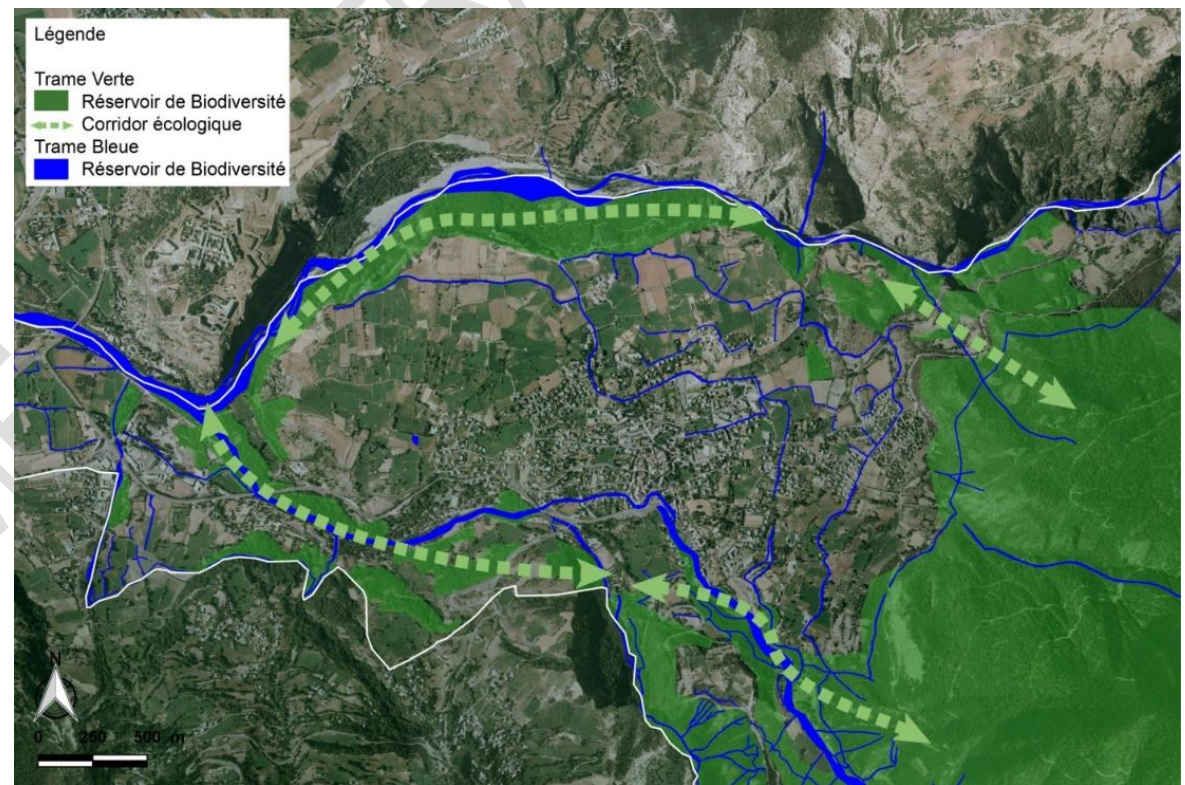 Légende
Trame Verte
Réservoir de Biodiversité
Corridor écologique
Trame Bleue
Réservoir de Biodiversité
N
0 250 500 m